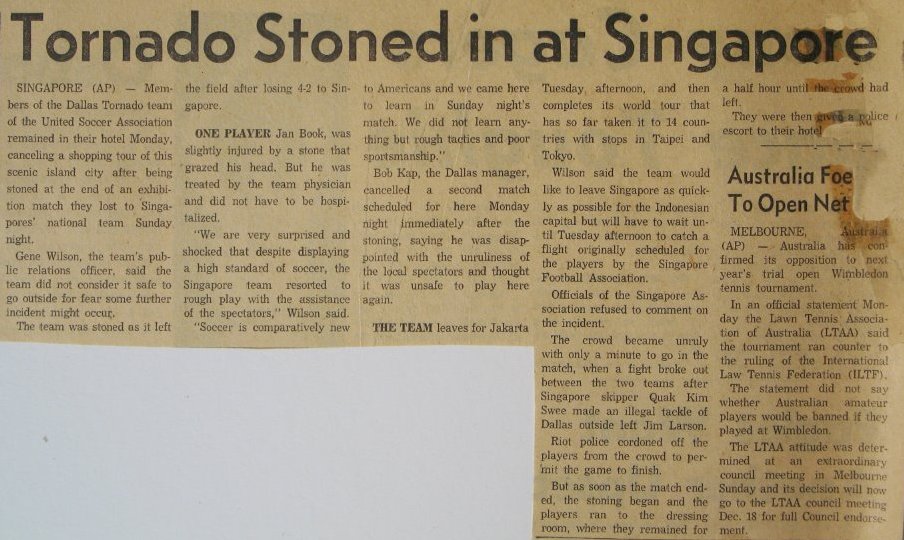 Tornado Stoned in at Singapore
SINGAPORE (AP) — Mem-
bers of the Dallas Tornado team
of the United Soccer Association
remained in their hotel Monday,
canceling a shopping tour of this
scenic island city after being
stoned at the end of an exhibi-
tion match they lost to Singa-
pores' national team Sunday
night.
Gene Wilson, the team's pub-
lic relations officer, said the
team did not consider it safe to
go outside for fear some further
incident might occur.
The team was stoned as it left
the field after losing 4-2 to Sin-
gapore.
ONE PLAYER Jan Book, was
slightly injured by a stone that
grazed his head. But he was
treated by the team physician
and did not have to be hospi-
talized.
"We are very surprised and
shocked that despite displaying
a high standard of soccer, the
Singapore team resorted to
rough play with the assistance
of the spectators," Wilson said.
"Soccer is comparatively new
to Americans and we came here
to learn in Sunday night's
match. We did not learn any-
thing but rough tactics and poor
sportsmanship."
Bob Kap, the Dallas manager,
cancelled a second match
scheduled for here Monday
night immediately after the
stoning, saying he was disap-
pointed with the unruliness of
the local spectators and thought
it was unsafe to play here
again.
THE TEAM leaves for Jakarta
Tuesday, afternoon, and then
completes its world tour that
has so far taken it to 14 coun-
tries with stops in Taipei and
Tokyo.
Wilson said the team would
like to leave Singapore as quick-
ly as possible for the Indonesian
capital but will have to wait un-
til Tuesday afternoon to catch a
flight originally scheduled for
the players by the Singapore
Football Association.
Officials of the Singapore As-
sociation refused to comment on
the incident.
The crowd became unruly
with only a minute to go in the
match, when a fight broke out
between the two teams after
Singapore skipper Quak Kim
Swee made an illegal tackle of
Dallas outside left Jim Larson.
Riot police cordoned off the
players from the crowd to per-
mit the game to finish.
But as soon as the match end-
ed, the stoning began and the
players ran to the dressing
room, where they remained for
a half hour until the crowd had
left.
They were then given a police
escort to their hotel
Australia Foe
To Open Net
MELBOURNE, Australia
(AP) — Australia has con-
firmed its opposition to next
year's trial open Wimbledon
tennis tournament.
In an official statement Mon-
day the Lawn Tennis Associa-
tion of Australia (LTAA) said
the tournament ran counter to
the ruling of the International
Law Tennis Federation (ILTF).
The statement did not say
whether Australian amateur
players would be banned if they
played at Wimbledon.
The LTAA attitude was deter-
mined at an extraordinary
council meeting in Melbourne
Sunday and its decision will now
go to the LTAA council meeting
Dec. 18 for full Council endorse-
ment.